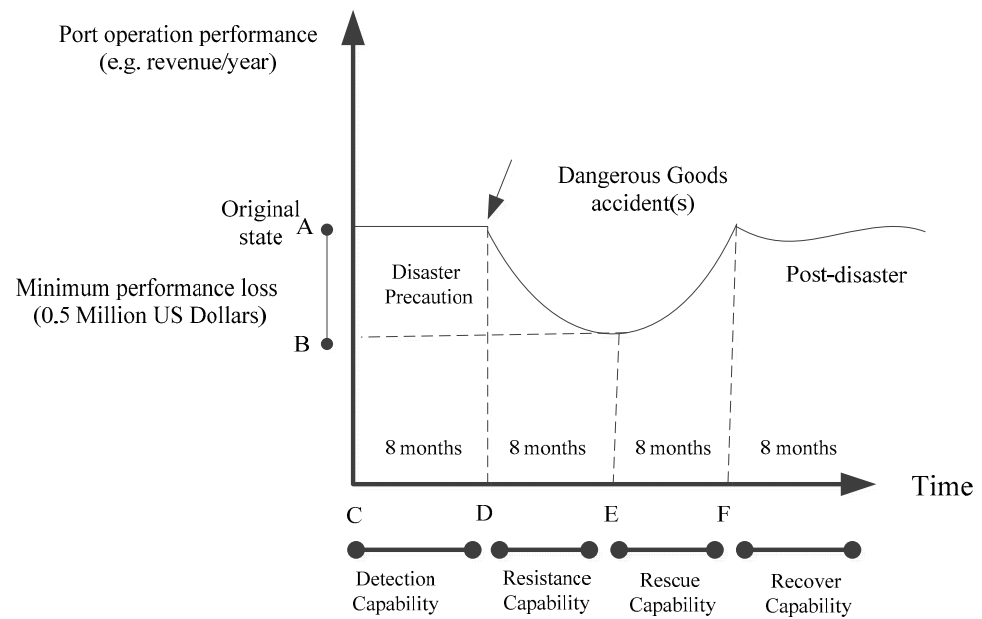 Port operation performance
(e.g. revenue/year)
Dangerous Goods
accident(s)
Original
state
A
Disaster
Precaution
Post-disaster
Minimum performance loss
(0.5 Million US Dollars)
B
8 months
8 months
8 months
8 months
Time
C
D
E
F
Detection
Capability
Resistance
Capability
Rescue
Capability
Recover
Capability